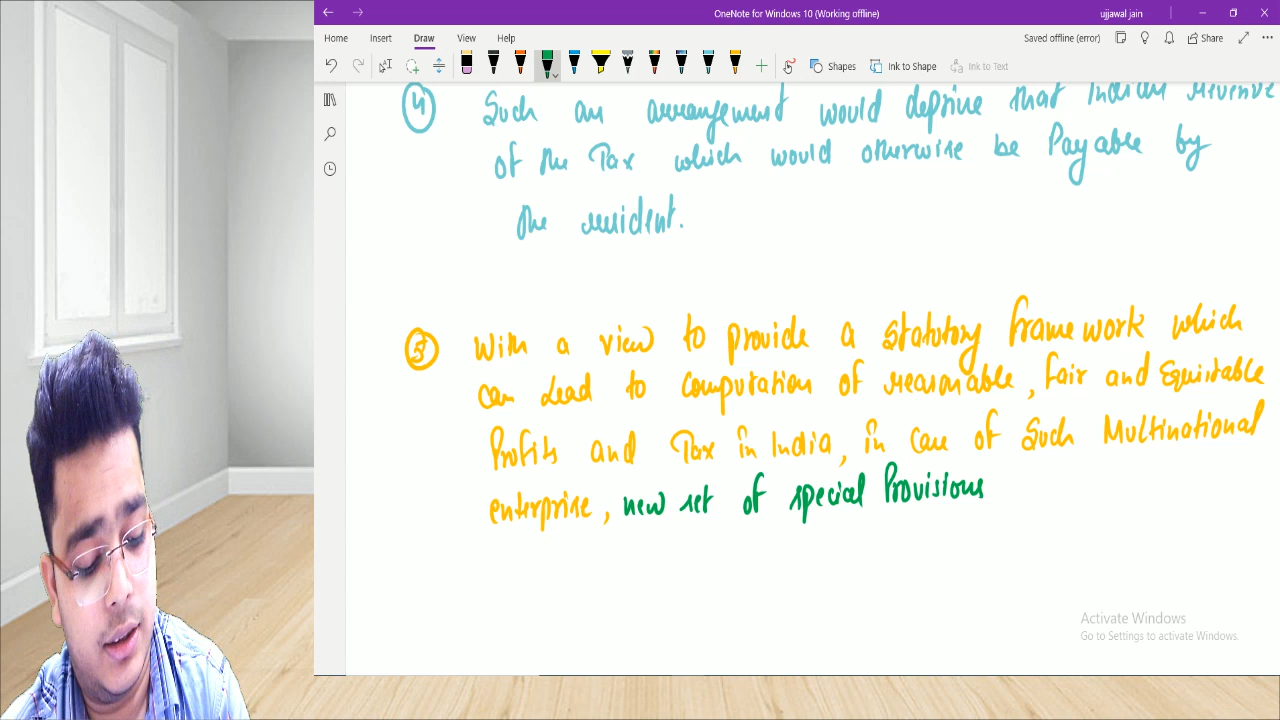 OneNote for Windows 10 (Working offline)
ujjawal jain
Home Insert Draw View Help
Saved offline (error)
Share
Shapes
Ink to Shape
Ink to Text
4 Such an arrangement would deprive that Indian revenue
of the Tax which would otherwise be Payable by
the resident.
5 With a view to provide a statutory framework which
can Lead to computation of reasonable, fair and Equitable
Profits and Tax in India, in case of Such Multinational
enterprise, new set of special Provisions
Activate Windows
Go to Settings to activate Windows.